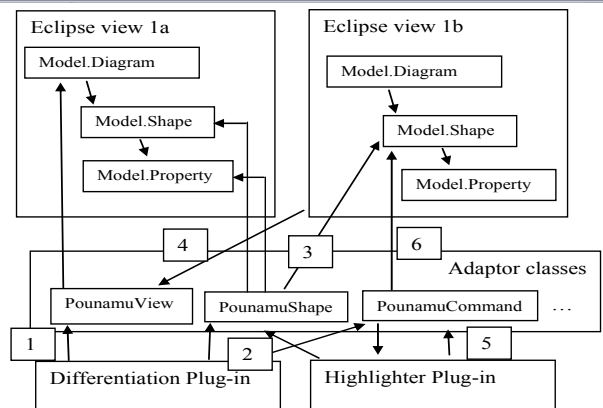 Eclipse view 1a
Model.Diagram
Model.Shape
Model.Property
Eclipse view 1b
Model.Diagram
Model.Shape
Model.Property
4
3
6
Adaptor classes
PounamuView
PounamuShape
PounamuCommand
...
1
2
5
Differentiation Plug-in
Highlighter Plug-in